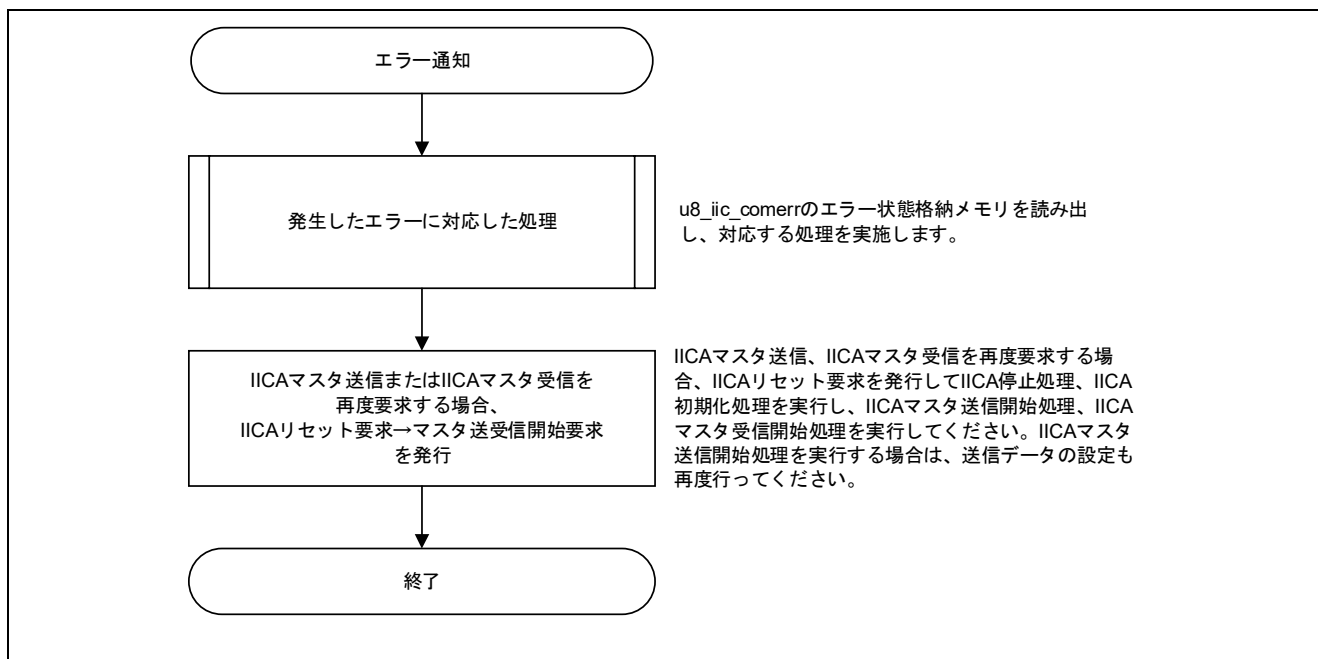 エラー通知
発生したエラーに対応した処理
u8_iic_comerrのエラー状態格納メモリを読み出
し、対応する処理を実施します。
IICAマスタ送信またはIICAマスタ受信を
再度要求する場合、
IICAリセット要求→マスタ送受信開始要求
を発行
IICAマスタ送信、IICAマスタ受信を再度要求する場
合、IICAリセット要求を発行してIICA停止処理、IICA
初期化処理を実行し、IICAマスタ送信開始処理、IICA
マスタ受信開始処理を実行してください。IICAマスタ
送信開始処理を実行する場合は、送信データの設定も
再度行ってください。
終了